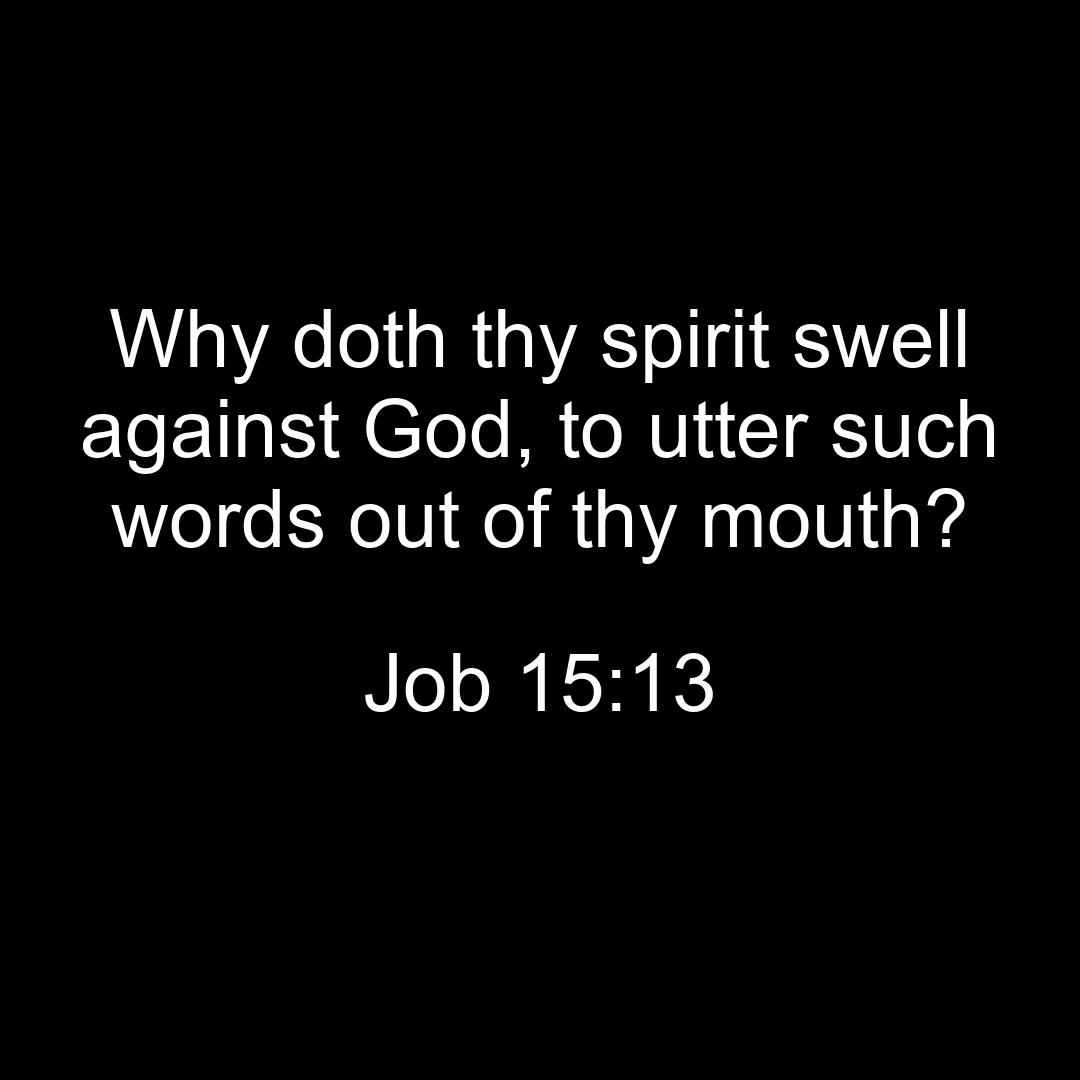 Why doth thy spirit swell
against God, to utter such
words out of thy mouth?
Job 15:13